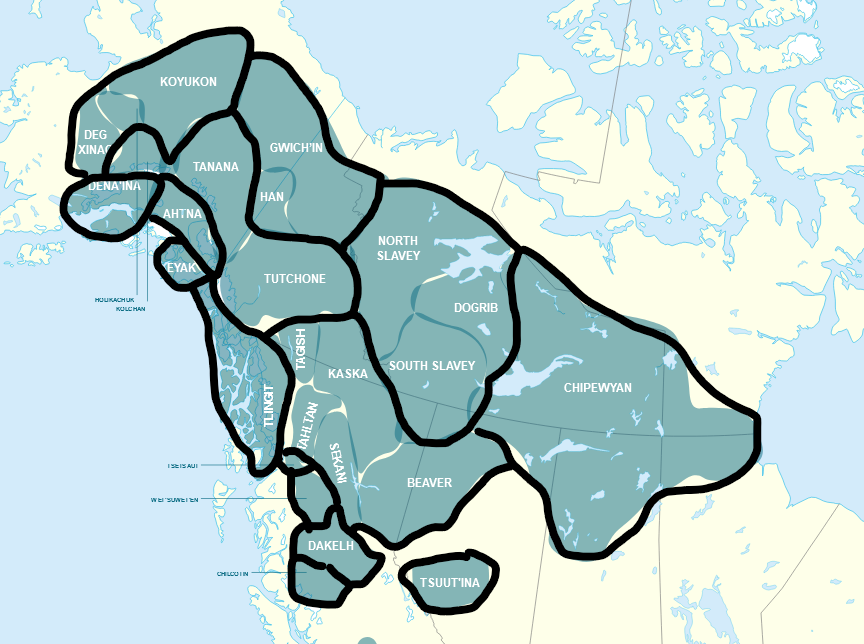 KOYUKON
DEG
XINAG
GWICH'IN
TANANA
DENA'INA
HAN
AHTNA
NORTH
SLAVEY
EYAK
TUTCHONE
HOLIKACHUK
KOLCHAN
DOGRIB
TAGISH
KASKA
SOUTH SLAVEY
CHIPEWYAN
TLINGIT
TAHLTAN
SEKANI
TSETSAUT
BEAVER
WET'SUWET'EN
DAKELH
CHILCOTIN
TSUUT'INA